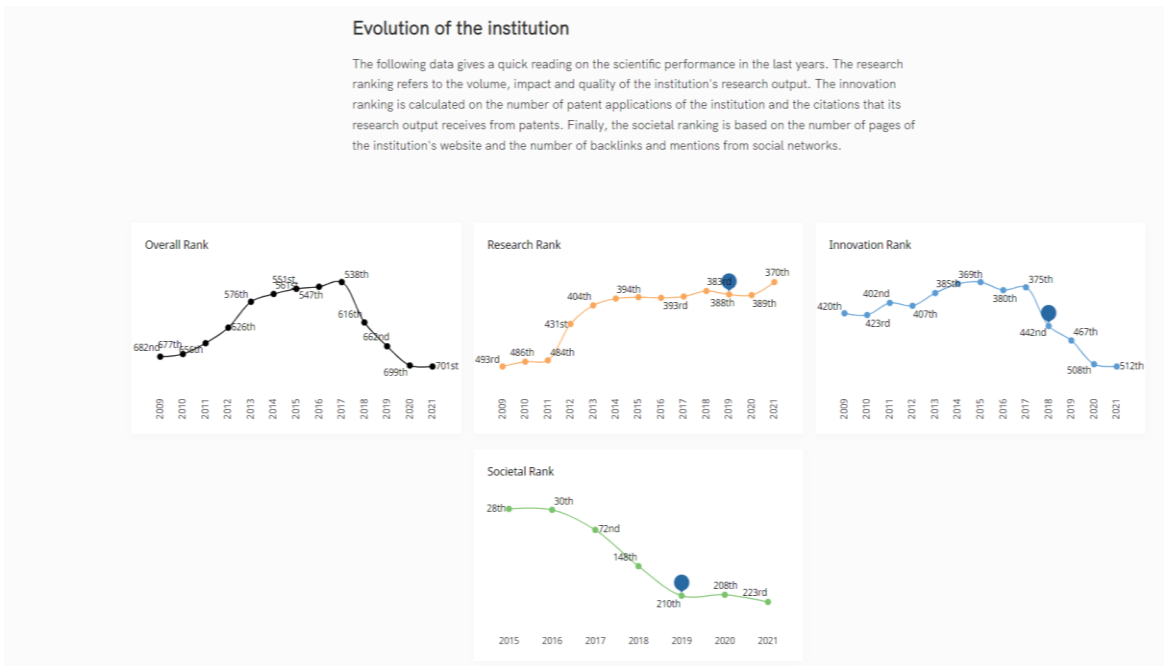 Evolution of the institution
The following data gives a quick reading on the scientific performance in the last years. The research
ranking refers to the volume, impact and quality of the institution's research output. The innovation
ranking is calculated on the number of patent applications of the institution and the citations that its
research output receives from patents. Finally, the societal ranking is based on the number of pages of
the institution's website and the number of backlinks and mentions from social networks.
Overall Rank
682nd 677th 656th 626th 576th 561st 551st 547th 538th 616th 662nd 699th 701st
2009 2010 2011 2012 2013 2014 2015 2016 2017 2018 2019 2020 2021
Research Rank
493rd 486th 484th 431st 404th 394th 393rd 388th 389th 370th
2009 2010 2011 2012 2013 2014 2015 2016 2017 2018 2019 2020 2021
Innovation Rank
420th 423rd 402nd 407th 385th 369th 380th 375th 442nd 467th 508th 512th
2009 2010 2011 2012 2013 2014 2015 2016 2017 2018 2019 2020 2021
Societal Rank
28th 30th 72nd 148th 210th 208th 223rd
2015 2016 2017 2018 2019 2020 2021